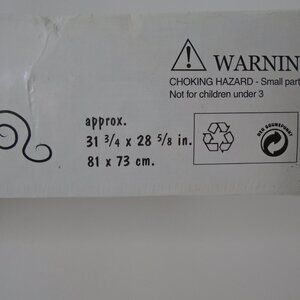 WARNIN
CHOKING HAZARD - Small part
Not for children under 3
approx.
31 3/4 x 28 5/8 in.
81 x 73 cm.